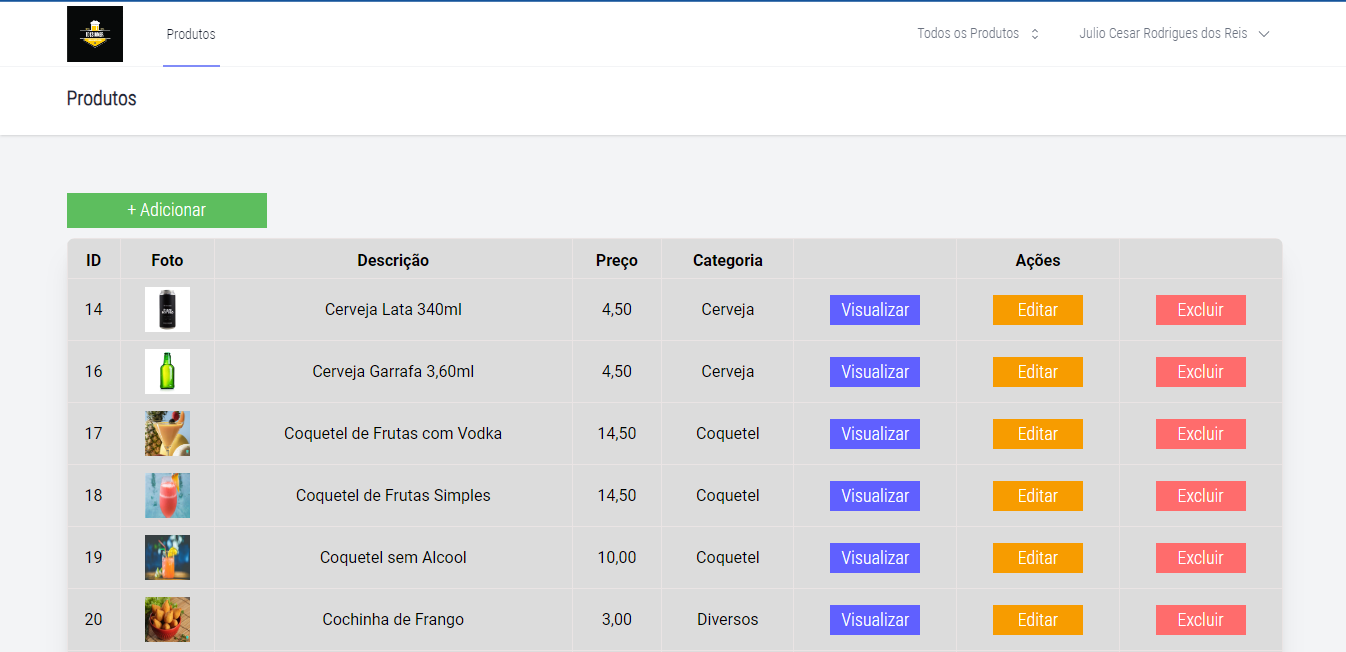 Produtos
Todos os Produtos
Julio Cesar Rodrigues dos Reis
Produtos
+ Adicionar
ID Foto Descrição Preço Categoria Ações
14 Cerveja Lata 340ml 4,50 Cerveja Visualizar Editar Excluir
16 Cerveja Garrafa 3,60ml 4,50 Cerveja Visualizar Editar Excluir
17 Coquetel de Frutas com Vodka 14,50 Coquetel Visualizar Editar Excluir
18 Coquetel de Frutas Simples 14,50 Coquetel Visualizar Editar Excluir
19 Coquetel sem Alcool 10,00 Coquetel Visualizar Editar Excluir
20 Cochinha de Frango 3,00 Diversos Visualizar Editar Excluir